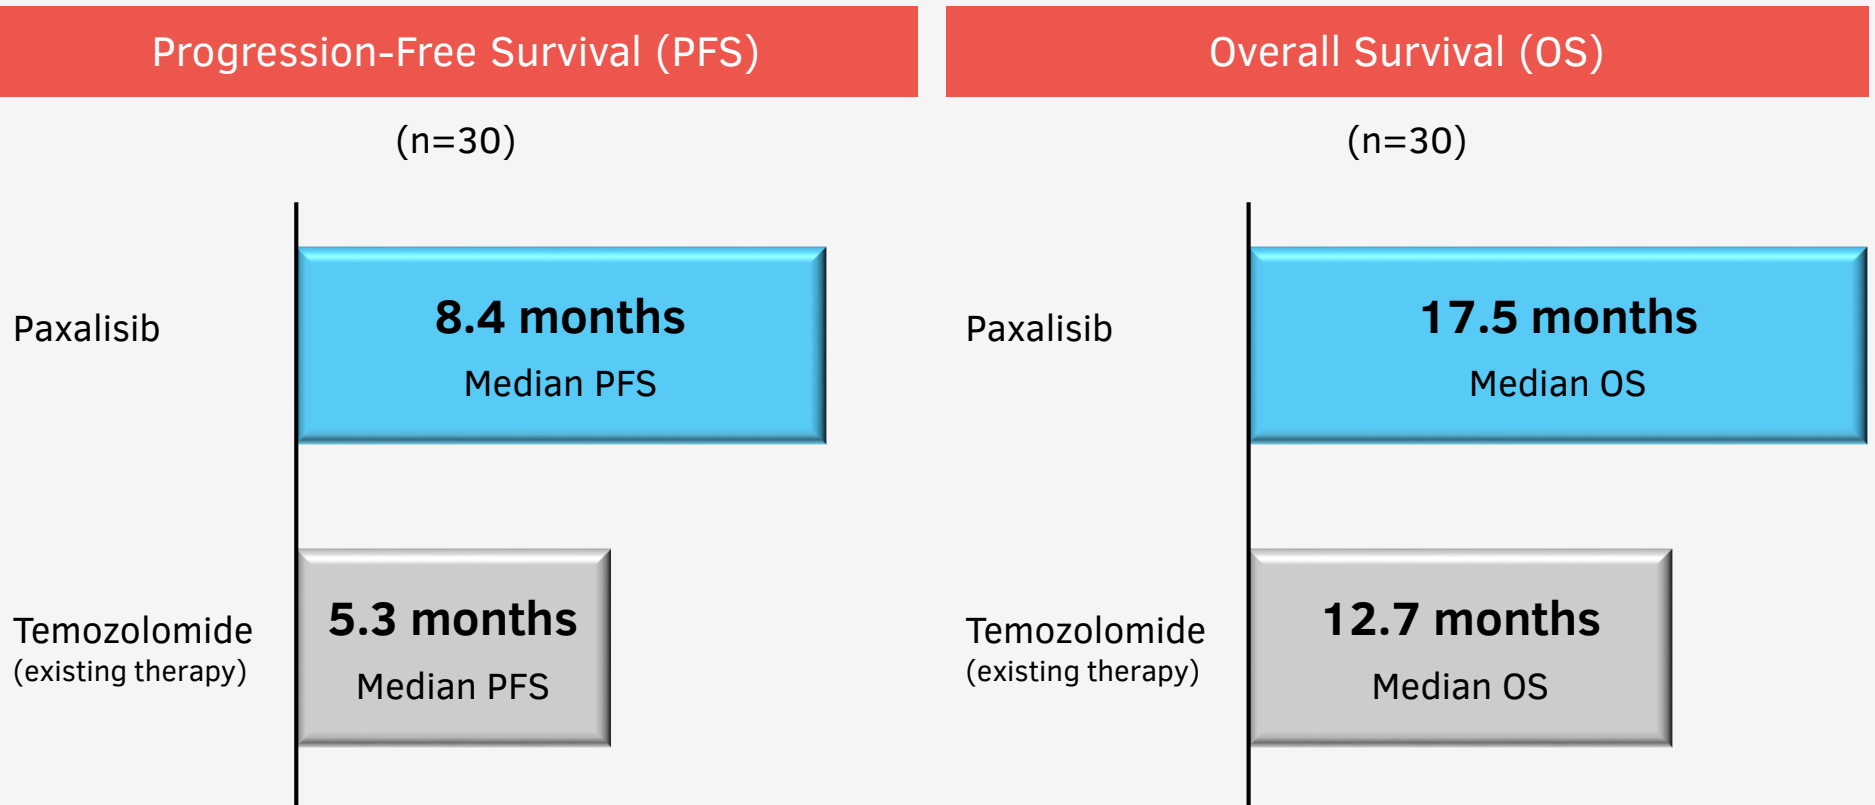 Progression-Free Survival (PFS)
(n=30)
Paxalisib
8.4 months
Median PFS
Temozolomide
(existing therapy)
5.3 months
Median PFS
Overall Survival (OS)
(n=30)
Paxalisib
17.5 months
Median OS
Temozolomide
(existing therapy)
12.7 months
Median OS